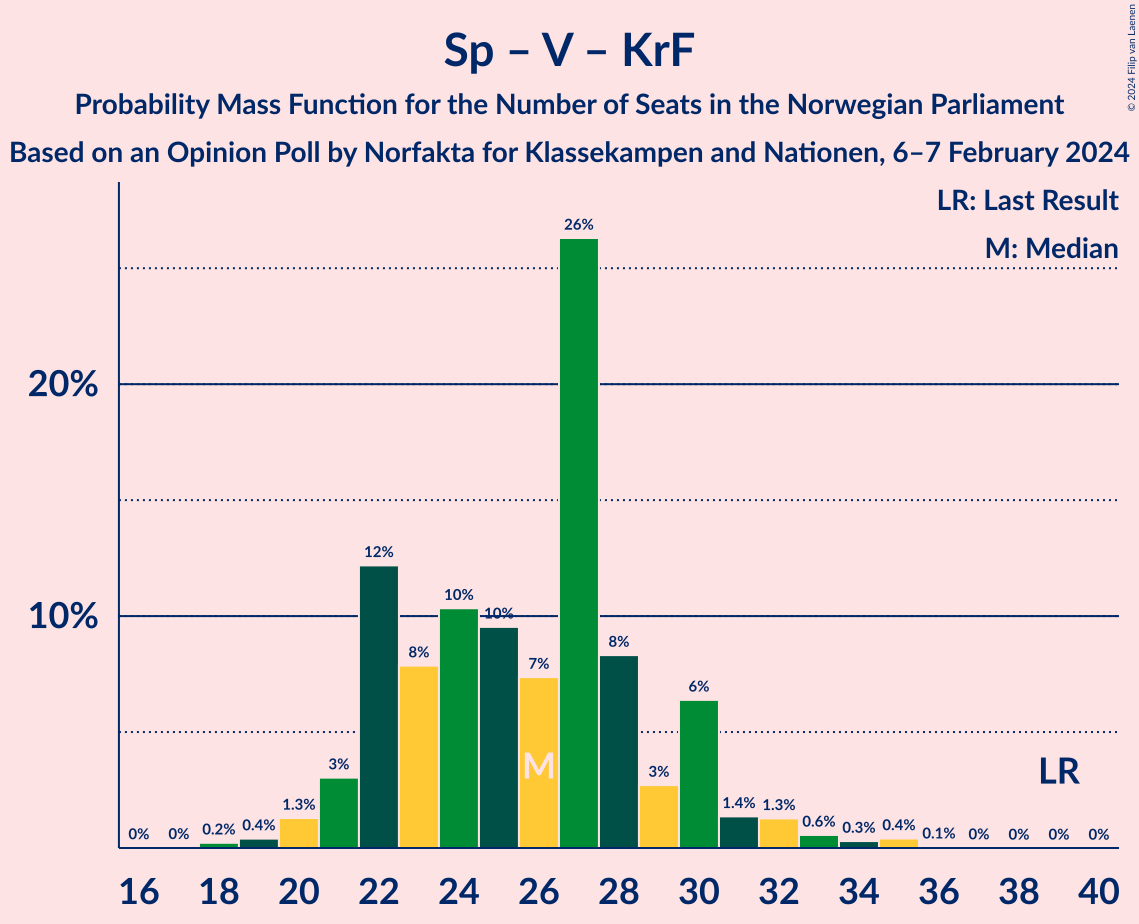 Sp – V – KrF
Probability Mass Function for the Number of Seats in the Norwegian Parliament
Based on an Opinion Poll by Norfakta for Klassekampen and Nationen, 6–7 February 2024
© 2024 Filip van Laenen
LR: Last Result
M: Median
20%
10%
0% 0% 0.2% 0.4% 1.3% 3% 12% 8% 10% 10% 7% 26% 8% 3% 6% 1.4% 1.3% 0.6% 0.3% 0.4% 0.1% 0% 0% 0% 0%
M
LR
16 18 20 22 24 26 28 30 32 34 36 38 40